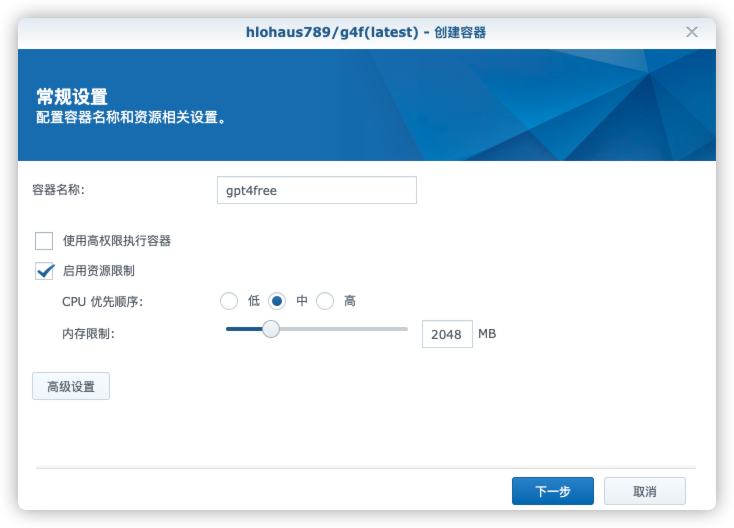 hlohaus789/g4f(latest) - 创建容器
常规设置
配置容器名称和资源相关设置。
容器名称:
gpt4free
使用高权限执行容器
启用资源限制
CPU 优先顺序: 低 中 高
内存限制: 2048 MB
高级设置
下一步 取消